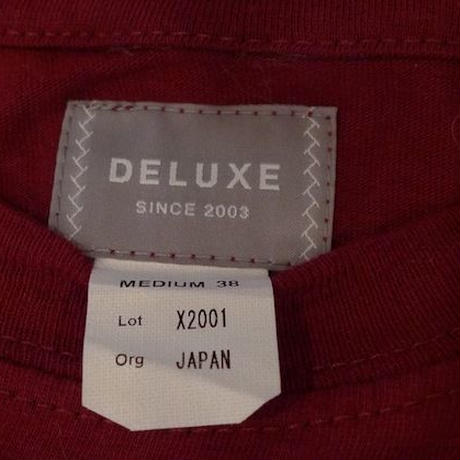 DELUXE
SINCE 2003
MEDIUM 38
Lot X2001
Org JAPAN